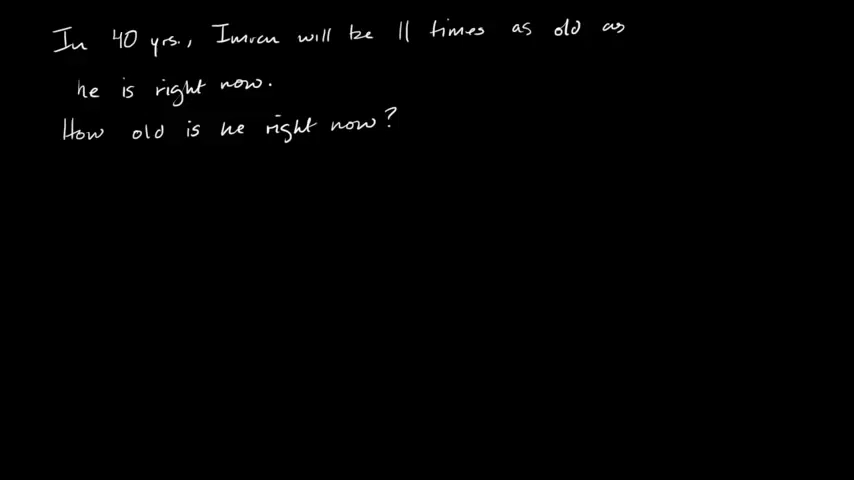 In 40 yrs., Imran will be 11 times as old as
he is right now.
How old is he right now?